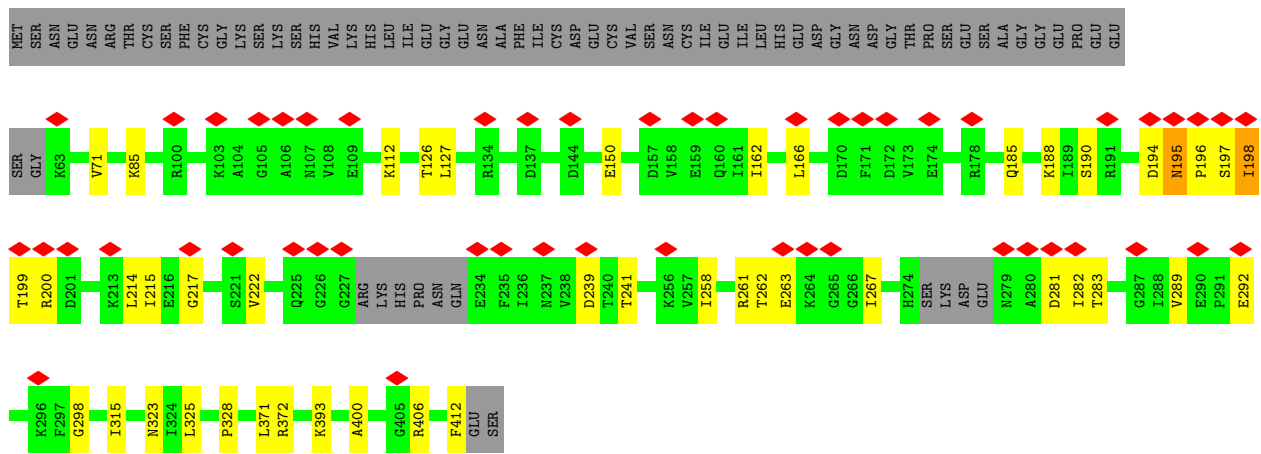 MET SER ASN GLU ASN ARG THR CYS SER PHE CYS GLY LYS SER LYS SER HIS VAL LYS HIS LEU ILE GLU GLY GLU ASN ALA PHE ILE CYS ASP GLU CYS VAL SER ASN CYS ILE GLU ILE LEU HIS GLU ASP GLY ASN ASP GLY THR PRO SER GLU SER ALA GLY GLY GLU PRO GLU GLU
SER GLY K63 V71 K85 R100 K103 A104 G105 A106 N107 V108 E109 K112 T126 L127 R134 D137 D144 E150 D157 V158 E159 Q160 I161 I162 L166 D170 F171 D172 V173 E174 R178 Q185 K188 I189 S190 R191 D194 N195 P196 S197 I198
T199 R200 D201 K213 L214 I215 E216 G217 S221 V222 Q225 G226 G227 ARG LYS HIS PRO ASN GLN E234 F235 I236 N237 V238 D239 T240 T241 K256 V257 I258 R261 T262 E263 K264 G265 G266 I267 H274 SER LYS ASP GLU N279 A280 D281 I282 T283 G287 I288 V289 E290 P291 E292
K296 F297 G298 I315 N323 I324 L325 P328 L371 R372 K393 A400 G405 R406 F412 GLU SER